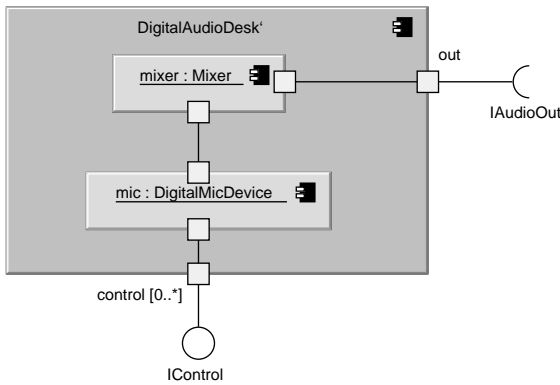 DigitalAudioDesk‘
out
mixer : Mixer
IAudioOut
mic : DigitalMicDevice
control [0..*]
IControl